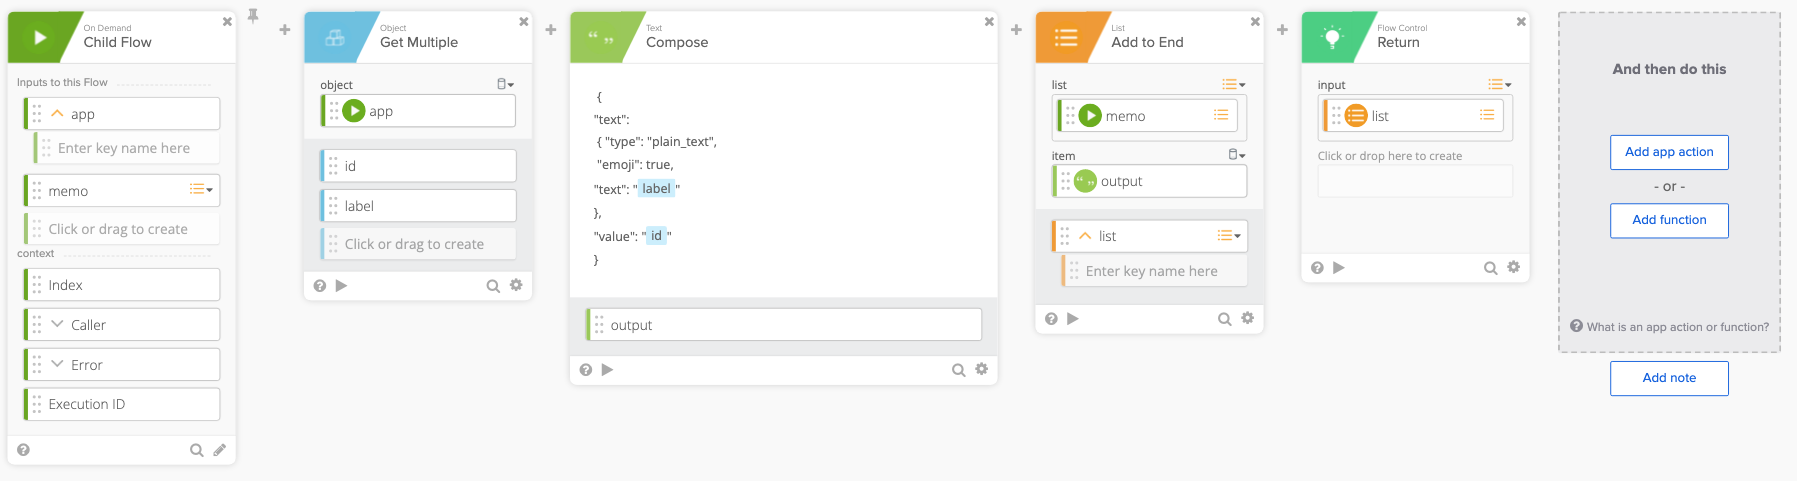 On Demand
Child Flow
Inputs to this Flow
app
Enter key name here
memo
Click or drag to create
context
Index
Caller
Error
Execution ID
Object
Get Multiple
object
app
id
label
Click or drag to create
Text
Compose
{
"text":
{ "type": "plain_text",
"emoji": true,
"text": "label"
},
"value": "id"
}
output
List
Add to End
list
memo
item
output
list
Enter key name here
Flow Control
Return
input
list
Click or drop here to create
And then do this
Add app action
- or -
Add function
What is an app action or function?
Add note